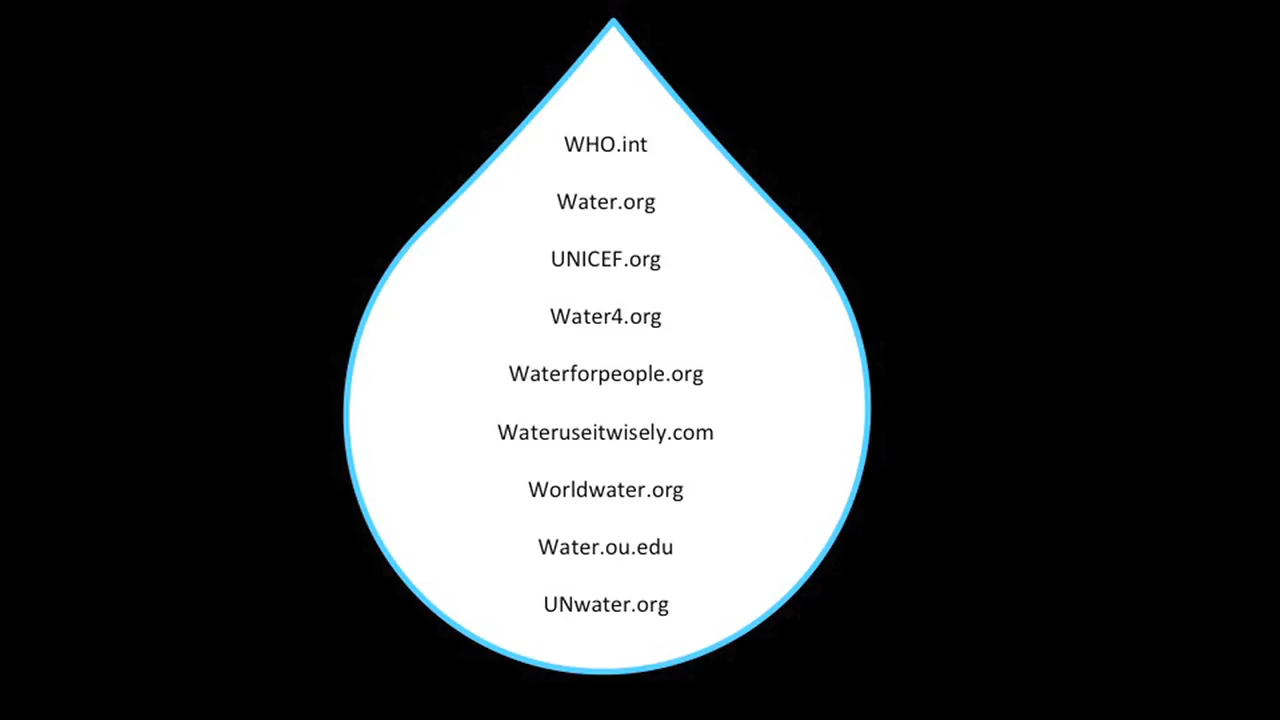 WHO.int
Water.org
UNICEF.org
Water4.org
Waterforpeople.org
Wateruseitwisely.com
Worldwater.org
Water.ou.edu
UNwater.org